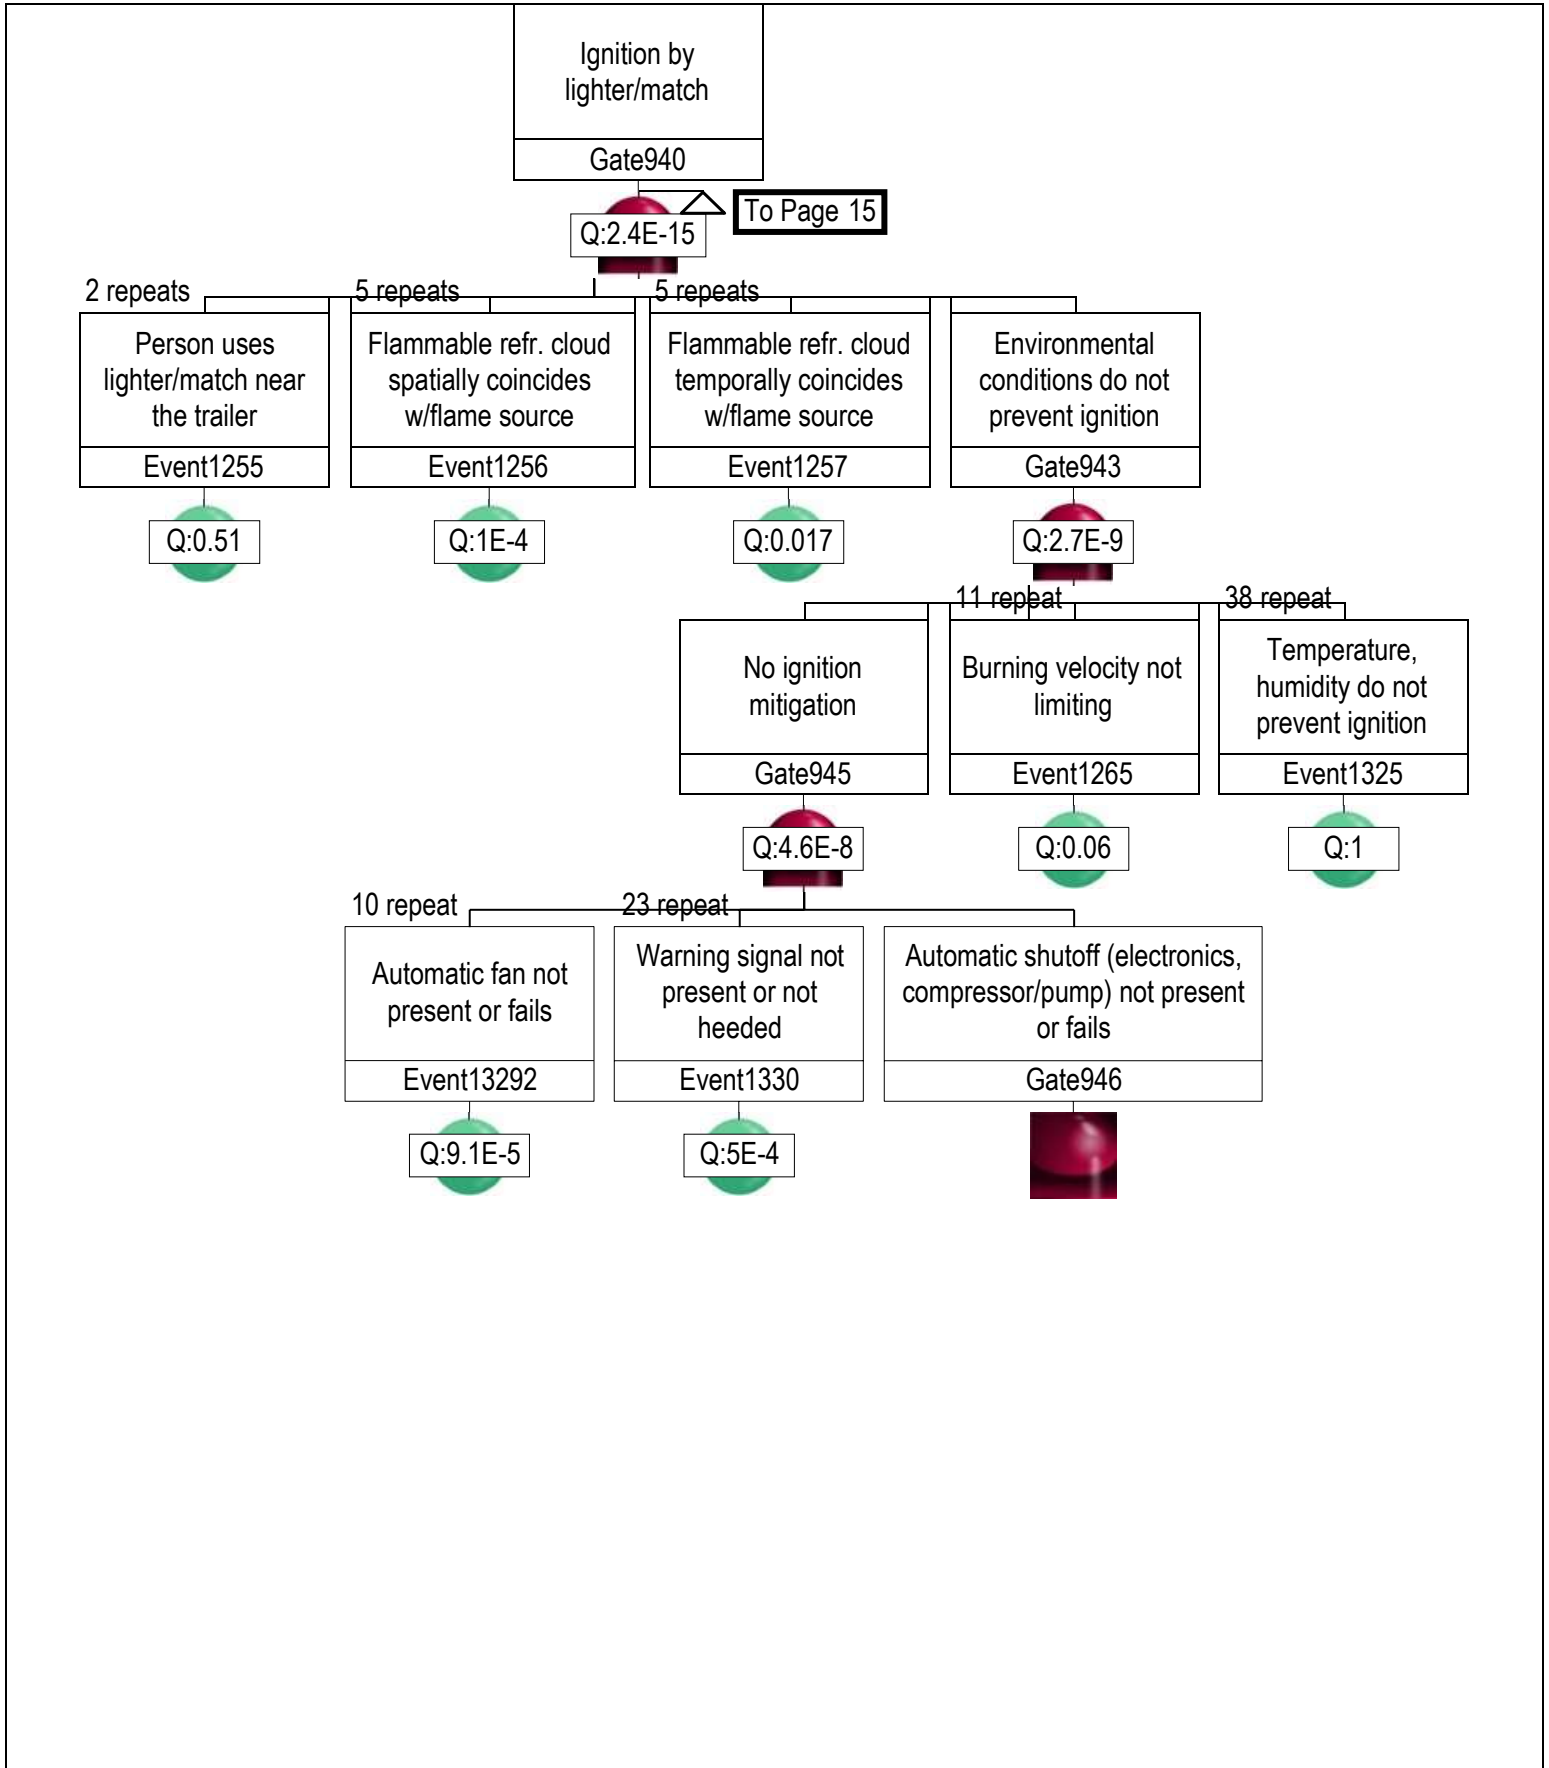 Ignition by
lighter/match
Gate940
To Page 15
Q:2.4E-15
2 repeats
5 repeats
5 repeats
Person uses
lighter/match near
the trailer
Event1255
Q:0.51
Flammable refr. cloud
spatially coincides
w/flame source
Event1256
Q:1E-4
Flammable refr. cloud
temporally coincides
w/flame source
Event1257
Q:0.017
Environmental
conditions do not
prevent ignition
Gate943
Q:2.7E-9
11 repeat
38 repeat
No ignition
mitigation
Gate945
Q:4.6E-8
Burning velocity not
limiting
Event1265
Q:0.06
Temperature,
humidity do not
prevent ignition
Event1325
Q:1
10 repeat
23 repeat
Automatic fan not
present or fails
Event13292
Q:9.1E-5
Warning signal not
present or not
heeded
Event1330
Q:5E-4
Automatic shutoff (electronics,
compressor/pump) not present
or fails
Gate946